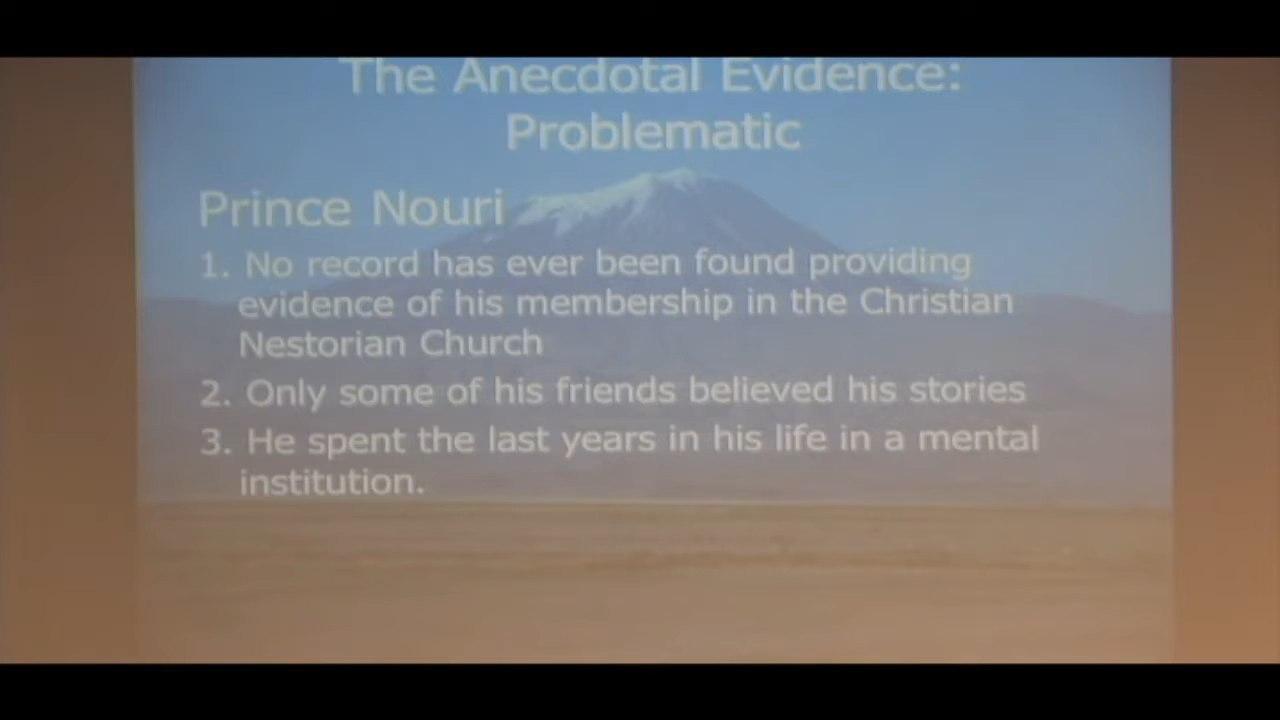 The Anecdotal Evidence:
Problematic
Prince Nouri
1. No record has ever been found providing
evidence of his membership in the Christian
Nestorian Church
2. Only some of his friends believed his stories
3. He spent the last years in his life in a mental
institution.